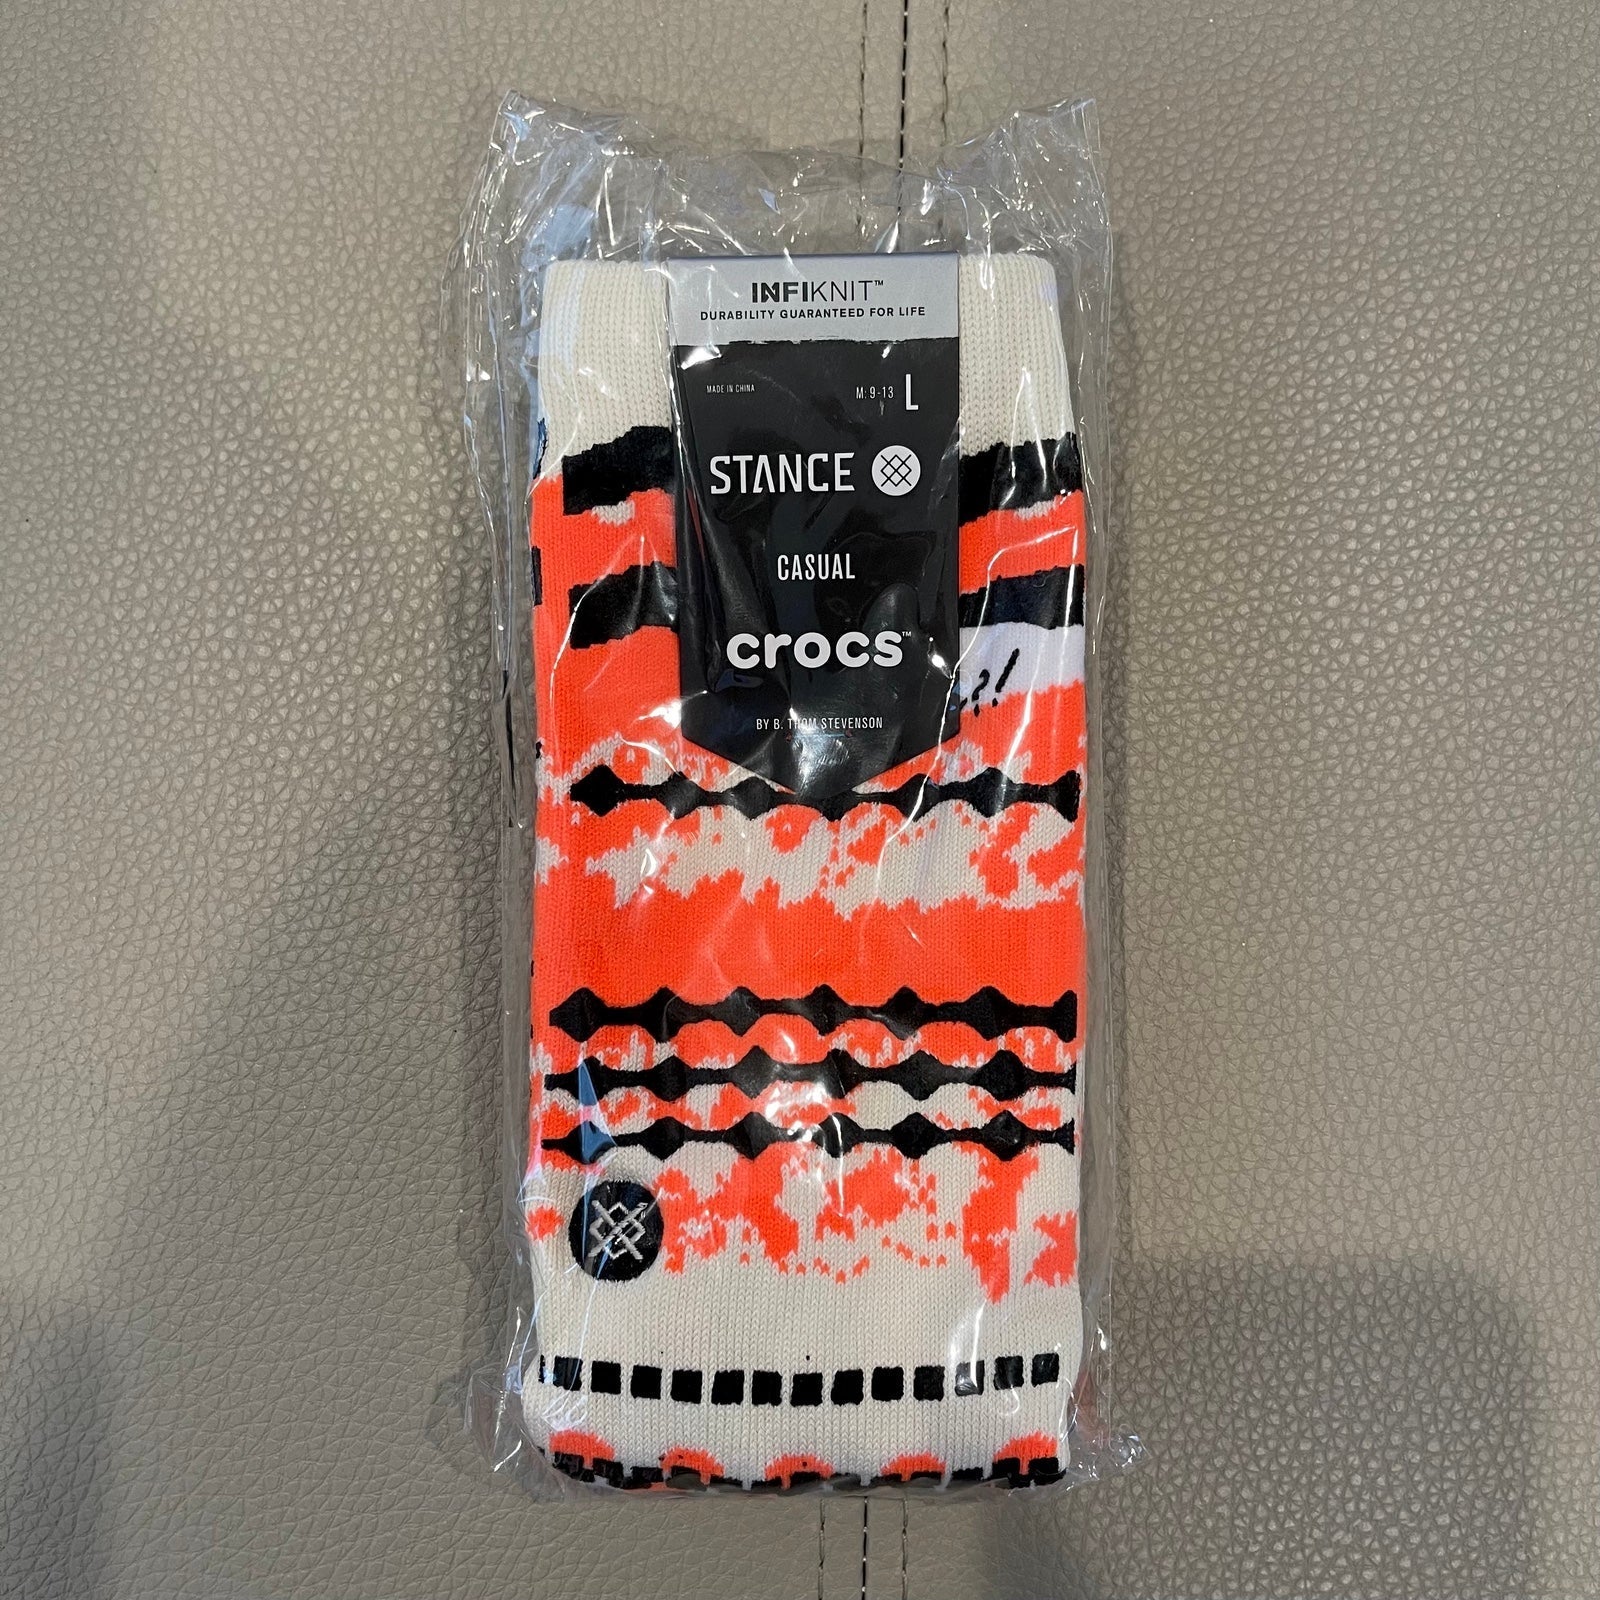 INFIKNIT™
DURABILITY GUARANTEED FOR LIFE
MADE IN CHINA
M: 9-13 L
STANCE
CASUAL
crocs™
BY B. THOM STEVENSON
?!